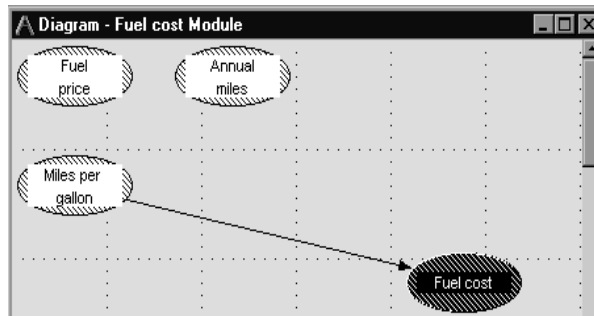 Diagram - Fuel cost Module
Fuel
price
Annual
miles
Miles per
gallon
Fuel cost